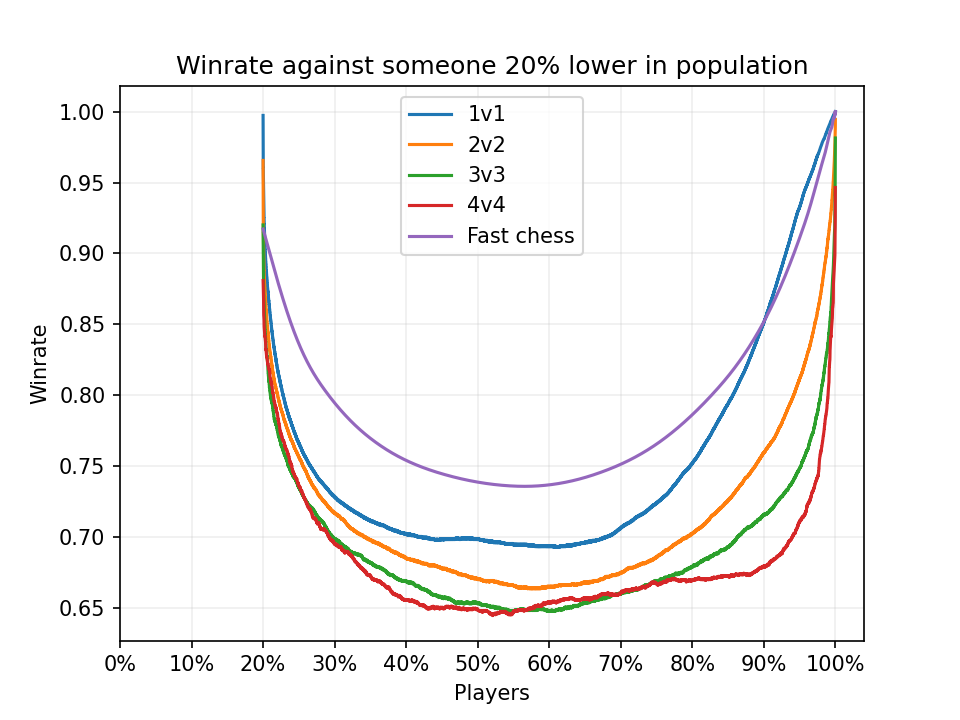 Winrate against someone 20% lower in population
1.00
0.95
0.90
0.85
0.80
0.75
0.70
0.65
Winrate
1v1
2v2
3v3
4v4
Fast chess
0% 10% 20% 30% 40% 50% 60% 70% 80% 90% 100%
Players